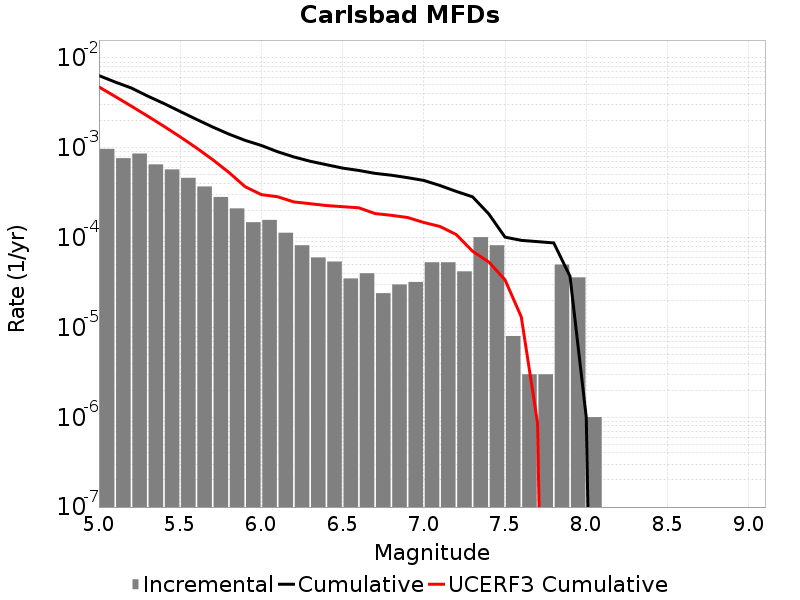 Carlsbad MFDs
10-2
10-3
10-4
10-5
10-6
10-7
Rate (1/yr)
5.0 5.5 6.0 6.5 7.0 7.5 8.0 8.5 9.0
Magnitude
Incremental Cumulative UCERF3 Cumulative